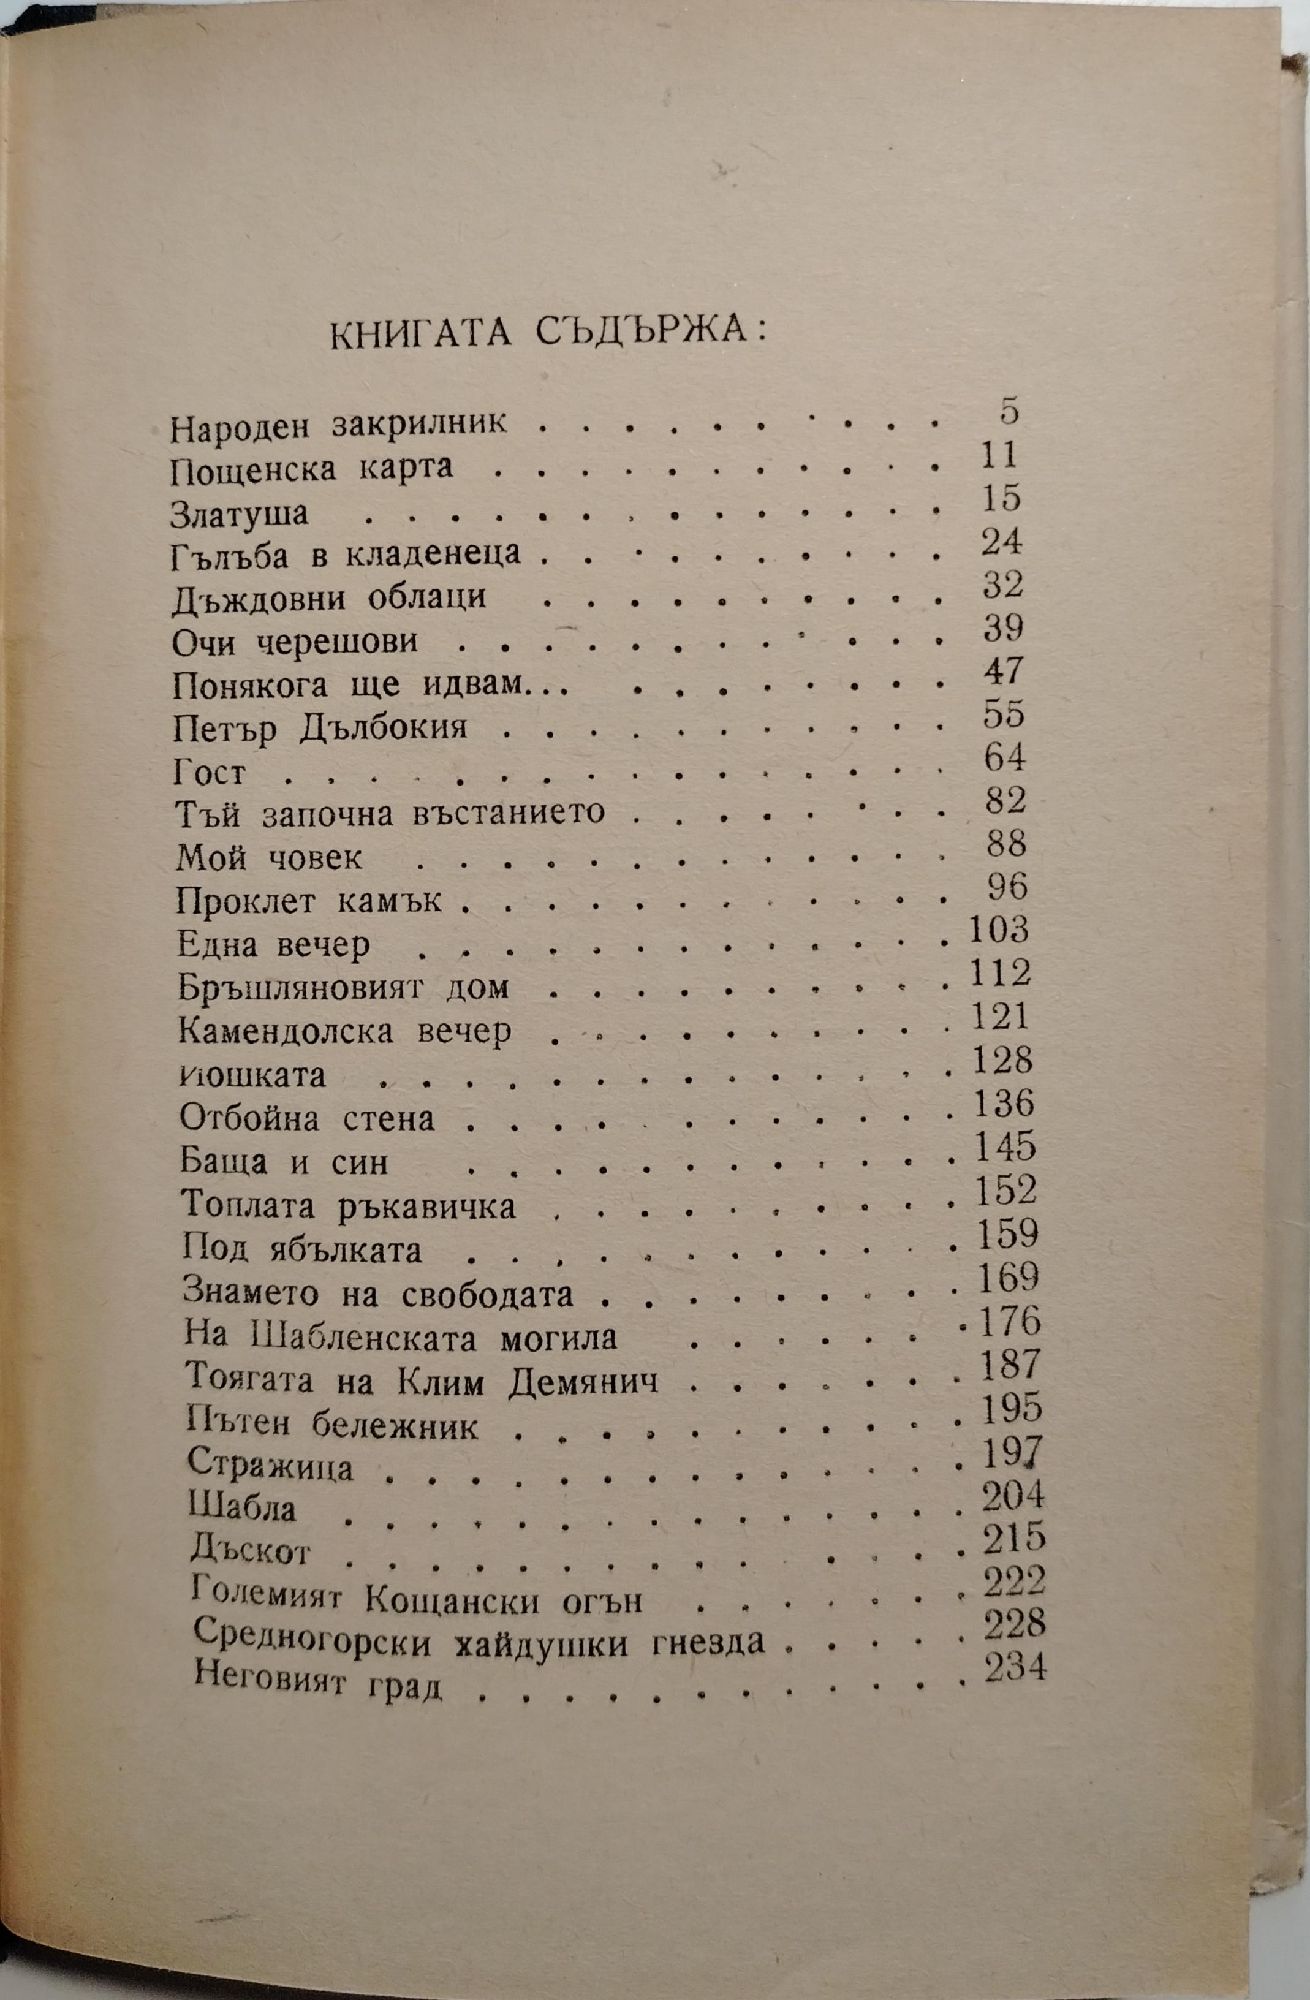 КНИГАТА СЪДЪРЖА:
Народен закрилник . . . . . . . . . . 5
Пощенска карта . . . . . . . . . . . 11
Златуша . . . . . . . . . . . . . . 15
Гълъба в кладенеца . . . . . . . . . . 24
Дъждовни облаци . . . . . . . . . . 32
Очи черешови . . . . . . . . . . . . 39
Понякога ще идвам... . . . . . . . . 47
Петър Дълбокия . . . . . . . . . . . 55
Гост . . . . . . . . . . . . . . . . 64
Тъй започна въстанието . . . . . . . . 82
Мой човек . . . . . . . . . . . . . 88
Проклет камък . . . . . . . . . . . . 96
Една вечер . . . . . . . . . . . . . 103
Бръшляновият дом . . . . . . . . . . 112
Камендолска вечер . . . . . . . . . . 121
Йошката . . . . . . . . . . . . . . 128
Отбойна стена . . . . . . . . . . . 136
Баща и син . . . . . . . . . . . . 145
Топлата ръкавичка . . . . . . . . . . 152
Под ябълката . . . . . . . . . . . . 159
Знамето на свободата . . . . . . . . . 169
На Шабленската могила . . . . . . . 176
Тоягата на Клим Демянич . . . . . . . 187
Пътен бележник . . . . . . . . . . . 195
Стражица . . . . . . . . . . . . . . 197
Шабла . . . . . . . . . . . . . . . 204
Дъскот . . . . . . . . . . . . . . 215
Големият Кощански огън . . . . . . . 222
Средногорски хайдушки гнезда . . . . . 228
Неговият град . . . . . . . . . . . . 234